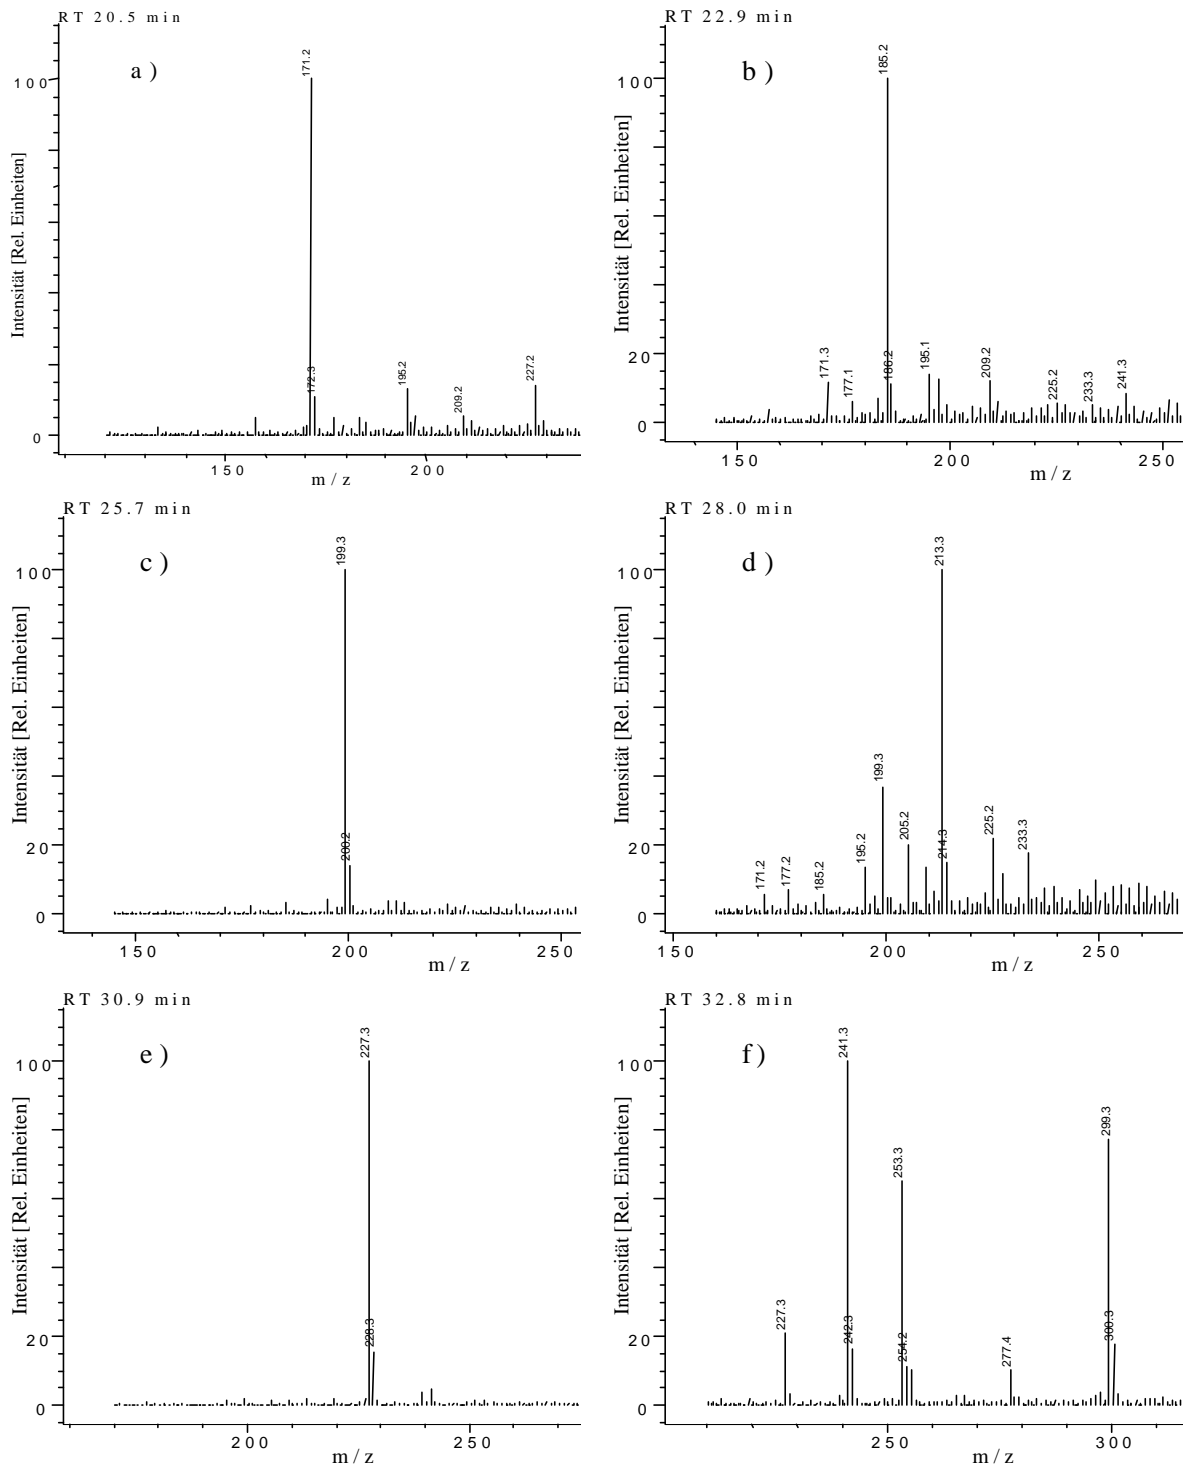 RT 20.5 min
a )
Intensität [Rel. Einheiten]
100
0
171.2
172.3
195.2
209.2
227.2
150
200
m / z
RT 22.9 min
b )
Intensität [Rel. Einheiten]
100
20
0
171.3
177.1
185.2
186.2
195.1
209.2
225.2
233.3
241.3
150
200
250
m / z
RT 25.7 min
c )
Intensität [Rel. Einheiten]
100
20
0
199.3
200.2
150
200
250
m / z
RT 28.0 min
d )
Intensität [Rel. Einheiten]
100
20
0
171.2
177.2
185.2
195.2
199.3
205.2
213.3
214.3
225.2
233.3
150
200
250
m / z
RT 30.9 min
e )
Intensität [Rel. Einheiten]
100
20
0
227.3
228.3
200
250
m / z
RT 32.8 min
f )
Intensität [Rel. Einheiten]
100
20
0
227.3
241.3
242.3
253.3
254.2
277.4
299.3
300.3
250
300
m / z